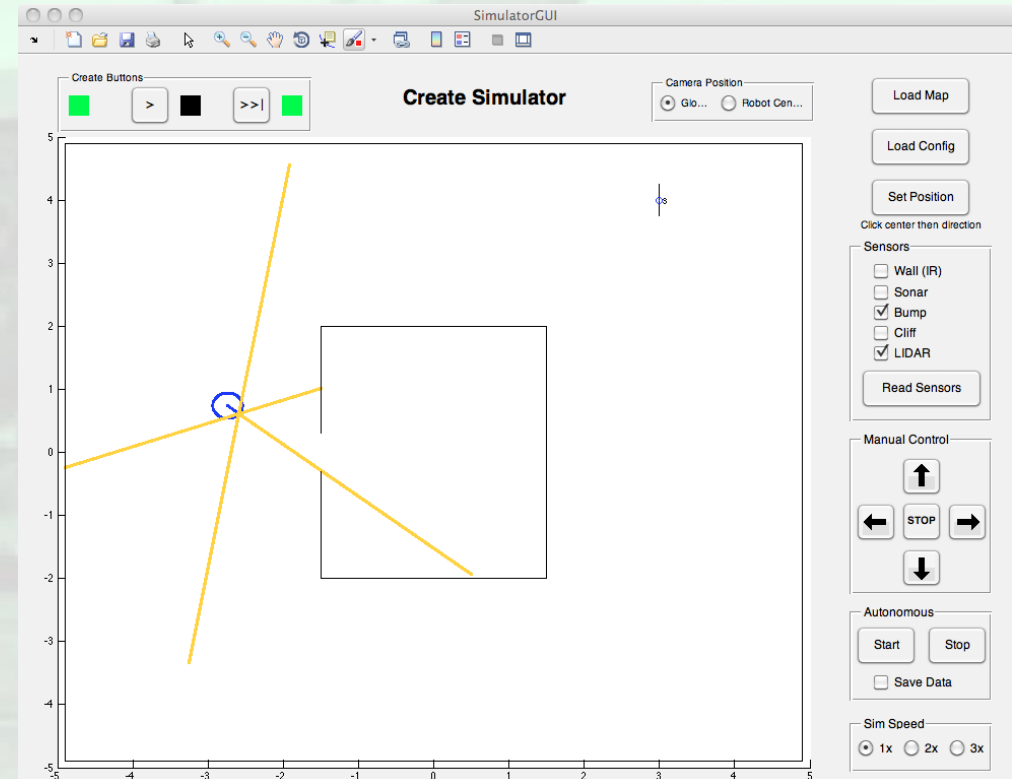 SimulatorGUI
Create Buttons
>
>>|
Create Simulator
Camera Position
Glo...
Robot Cen...
Load Map
Load Config
Set Position
Click center then direction
Sensors
Wall (IR)
Sonar
Bump
Cliff
LIDAR
Read Sensors
Manual Control
STOP
Autonomous
Start
Stop
Save Data
Sim Speed
1x
2x
3x
5
4
3
2
1
0
-1
-2
-3
-4
-5
-5
-4
-3
-2
-1
0
1
2
3
4
5